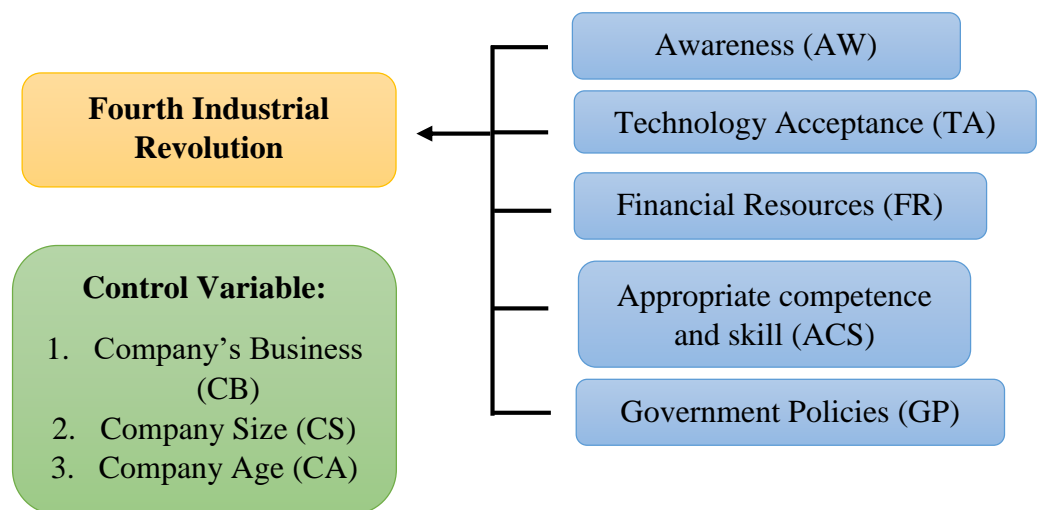 Fourth Industrial
Revolution
Control Variable:
1. Company’s Business
(CB)
2. Company Size (CS)
3. Company Age (CA)
Awareness (AW)
Technology Acceptance (TA)
Financial Resources (FR)
Appropriate competence
and skill (ACS)
Government Policies (GP)